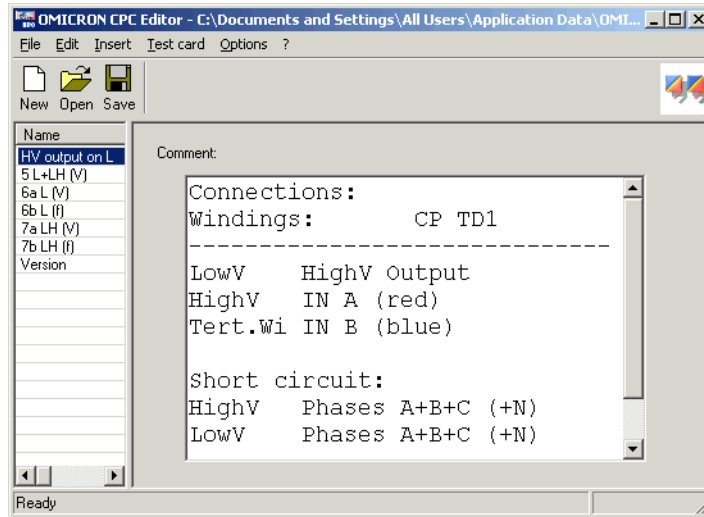 OMICRON CPC Editor - C:\Documents and Settings\All Users\Application Data\OMI...
File Edit Insert Test card Options ?
New Open Save
Name
HV output on L
5 L+LH (V)
6a L (V)
6b L (f)
7a LH (V)
7b LH (f)
Version
Comment:
Connections:
Windings: CP TD1
------------------------------
LowV HighV Output
HighV IN A (red)
Tert.Wi IN B (blue)
Short circuit:
HighV Phases A+B+C (+N)
LowV Phases A+B+C (+N)
Ready